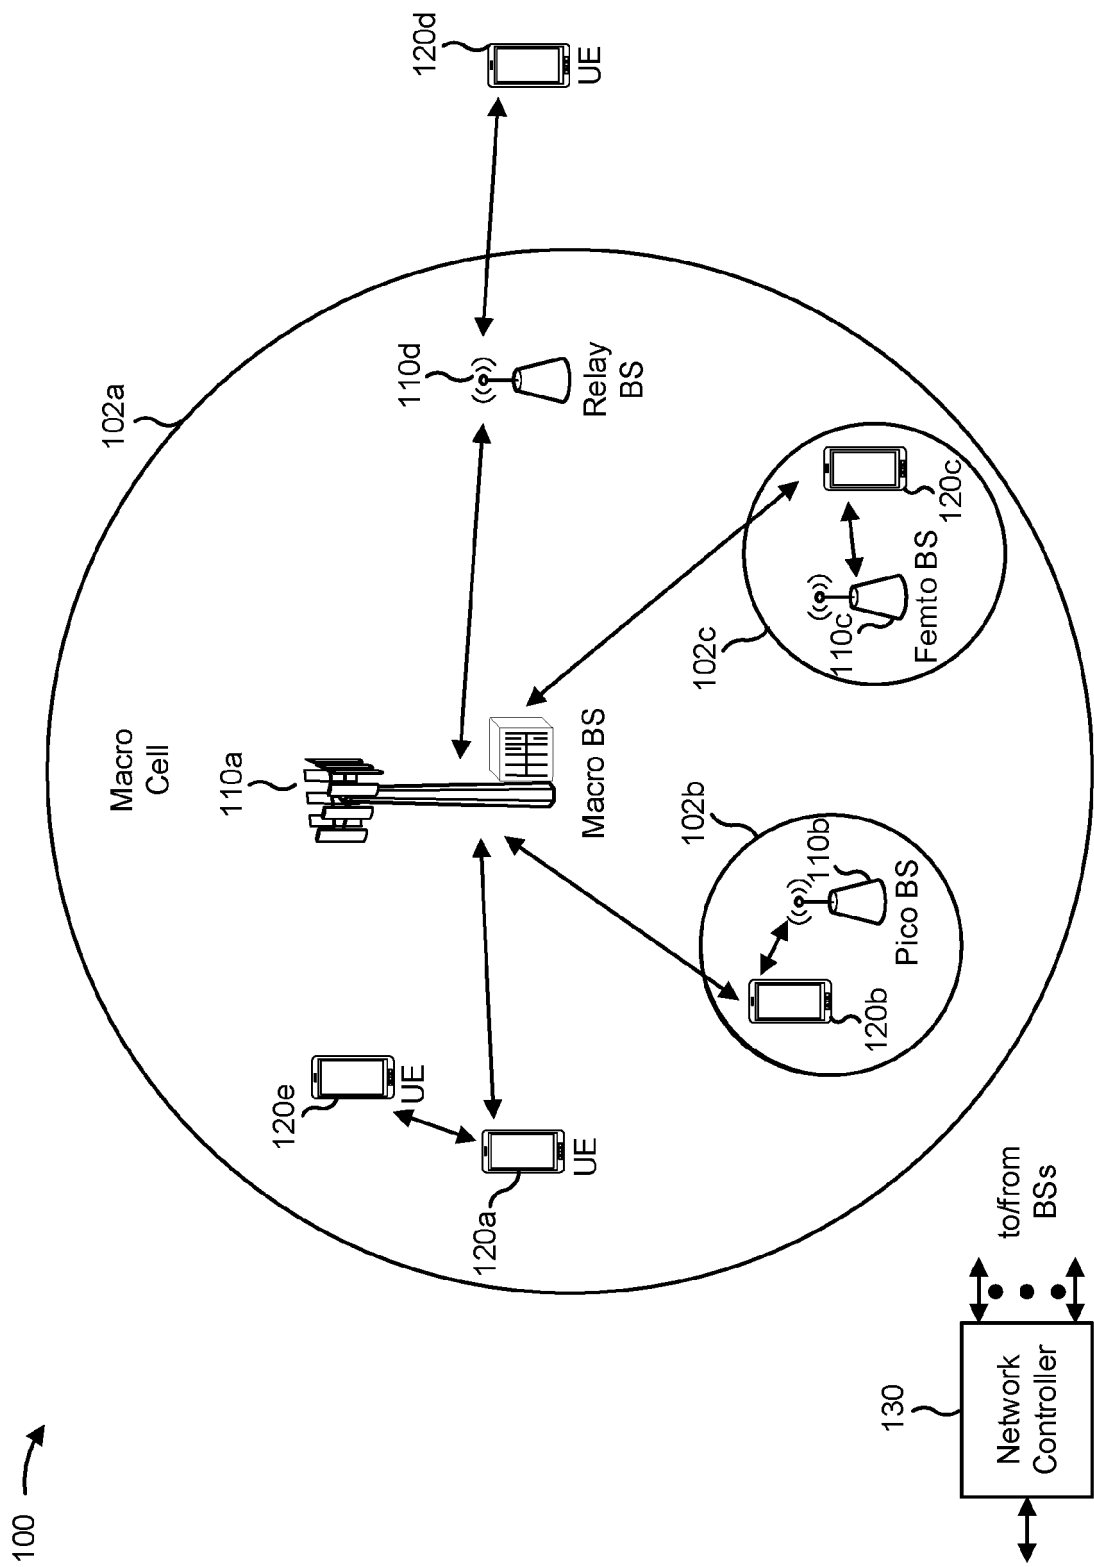 100
102a
Macro
Cell
110a
120e
UE
120a
UE
Macro BS
110d
Relay
BS
120d
UE
102b
110b
Pico BS
120b
102c
110c
Femto BS
120c
130
Network
Controller
to/from
BSs